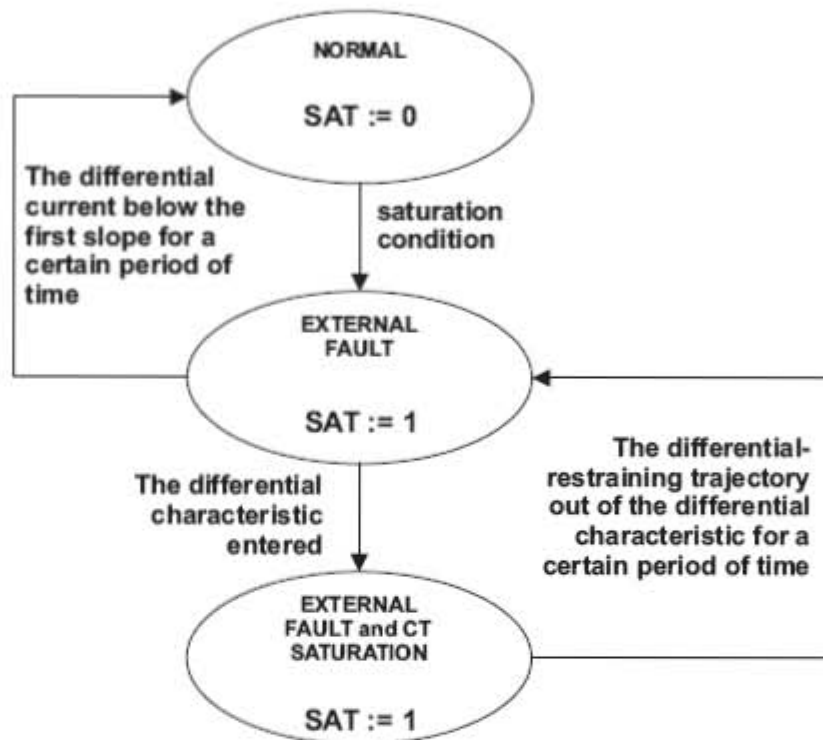 NORMAL
SAT := 0
The differential
current below the
first slope for a
certain period of
time
saturation
condition
EXTERNAL
FAULT
SAT := 1
The differential
characteristic
entered
The differential-
restraining trajectory
out of the differential
characteristic for a
certain period of time
EXTERNAL
FAULT and CT
SATURATION
SAT := 1